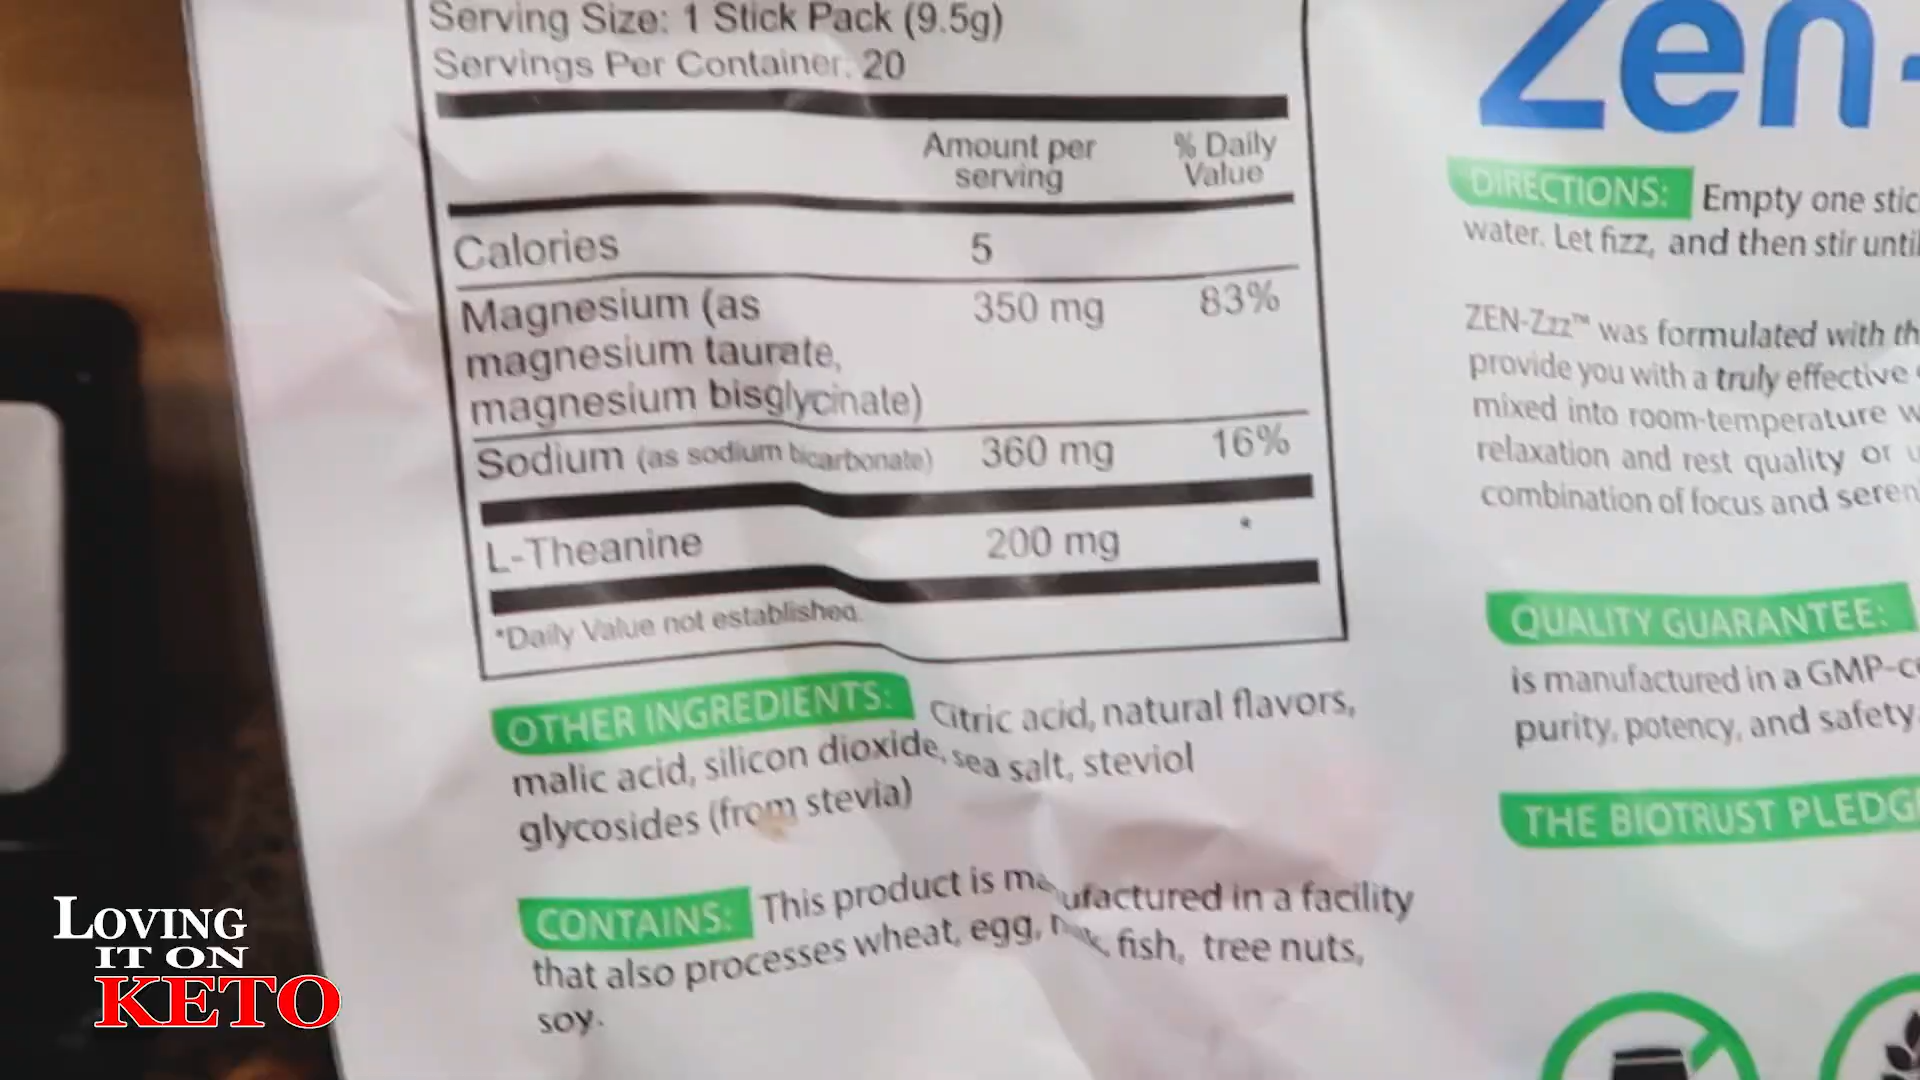 Serving Size: 1 Stick Pack (9.5g)
Servings Per Container: 20
Amount per serving
% Daily Value
Calories 5
Magnesium (as 350 mg 83%
magnesium taurate,
magnesium bisglycinate)
Sodium (as sodium bicarbonate) 360 mg 16%
L-Theanine 200 mg *
*Daily Value not established.
OTHER INGREDIENTS: Citric acid, natural flavors,
malic acid, silicon dioxide, sea salt, steviol
glycosides (from stevia)
CONTAINS: This product is manufactured in a facility
that also processes wheat, egg, milk, fish, tree nuts,
soy.
Zen-
DIRECTIONS: Empty one stic
water. Let fizz, and then stir until
ZEN-Zzz™ was formulated with th
provide you with a truly effective
mixed into room-temperature w
relaxation and rest quality or u
combination of focus and seren
QUALITY GUARANTEE:
is manufactured in a GMP-ce
purity, potency, and safety
THE BIOTRUST PLEDG
LOVING
IT ON
KETO